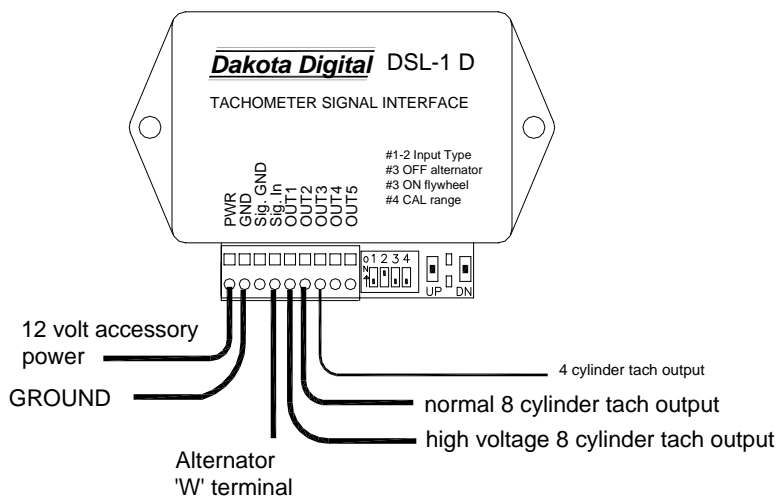 Dakota Digital DSL-1 D
TACHOMETER SIGNAL INTERFACE
#1-2 Input Type
#3 OFF alternator
#3 ON flywheel
#4 CAL range
PWR
GND
Sig. GND
Sig. In
OUT1
OUT2
OUT3
OUT4
OUT5
O
N
1 2 3 4
UP
DN
12 volt accessory
power
GROUND
Alternator
'W' terminal
4 cylinder tach output
normal 8 cylinder tach output
high voltage 8 cylinder tach output